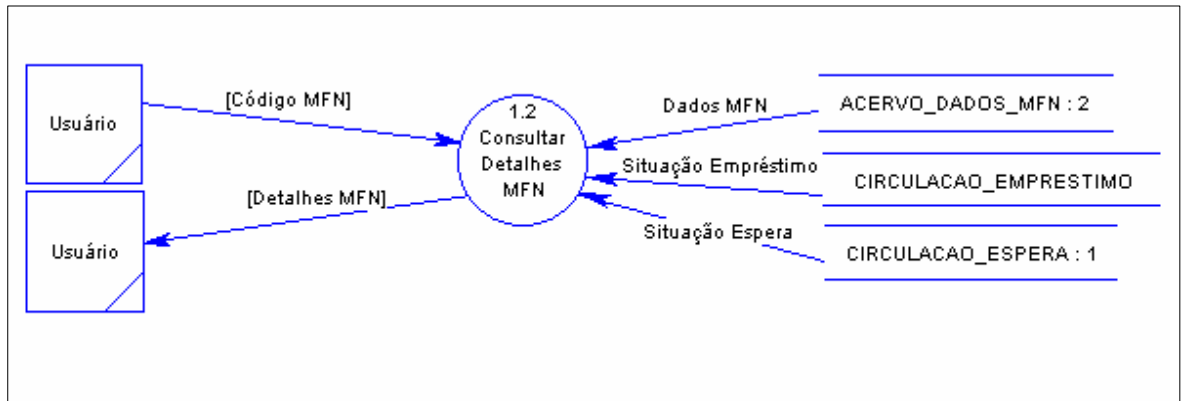 Usuário
[Código MFN]
1.2
Consultar
Detalhes
MFN
Dados MFN
ACERVO_DADOS_MFN : 2
Situação Empréstimo
CIRCULACAO_EMPRESTIMO
Usuário
[Detalhes MFN]
Situação Espera
CIRCULACAO_ESPERA : 1